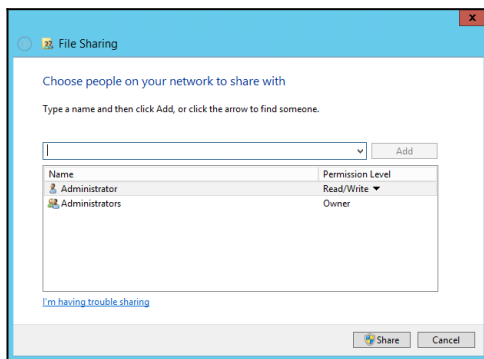 x
File Sharing
Choose people on your network to share with
Type a name and then click Add, or click the arrow to find someone.
Add
Name Permission Level
Administrator Read/Write
Administrators Owner
I'm having trouble sharing
Share Cancel